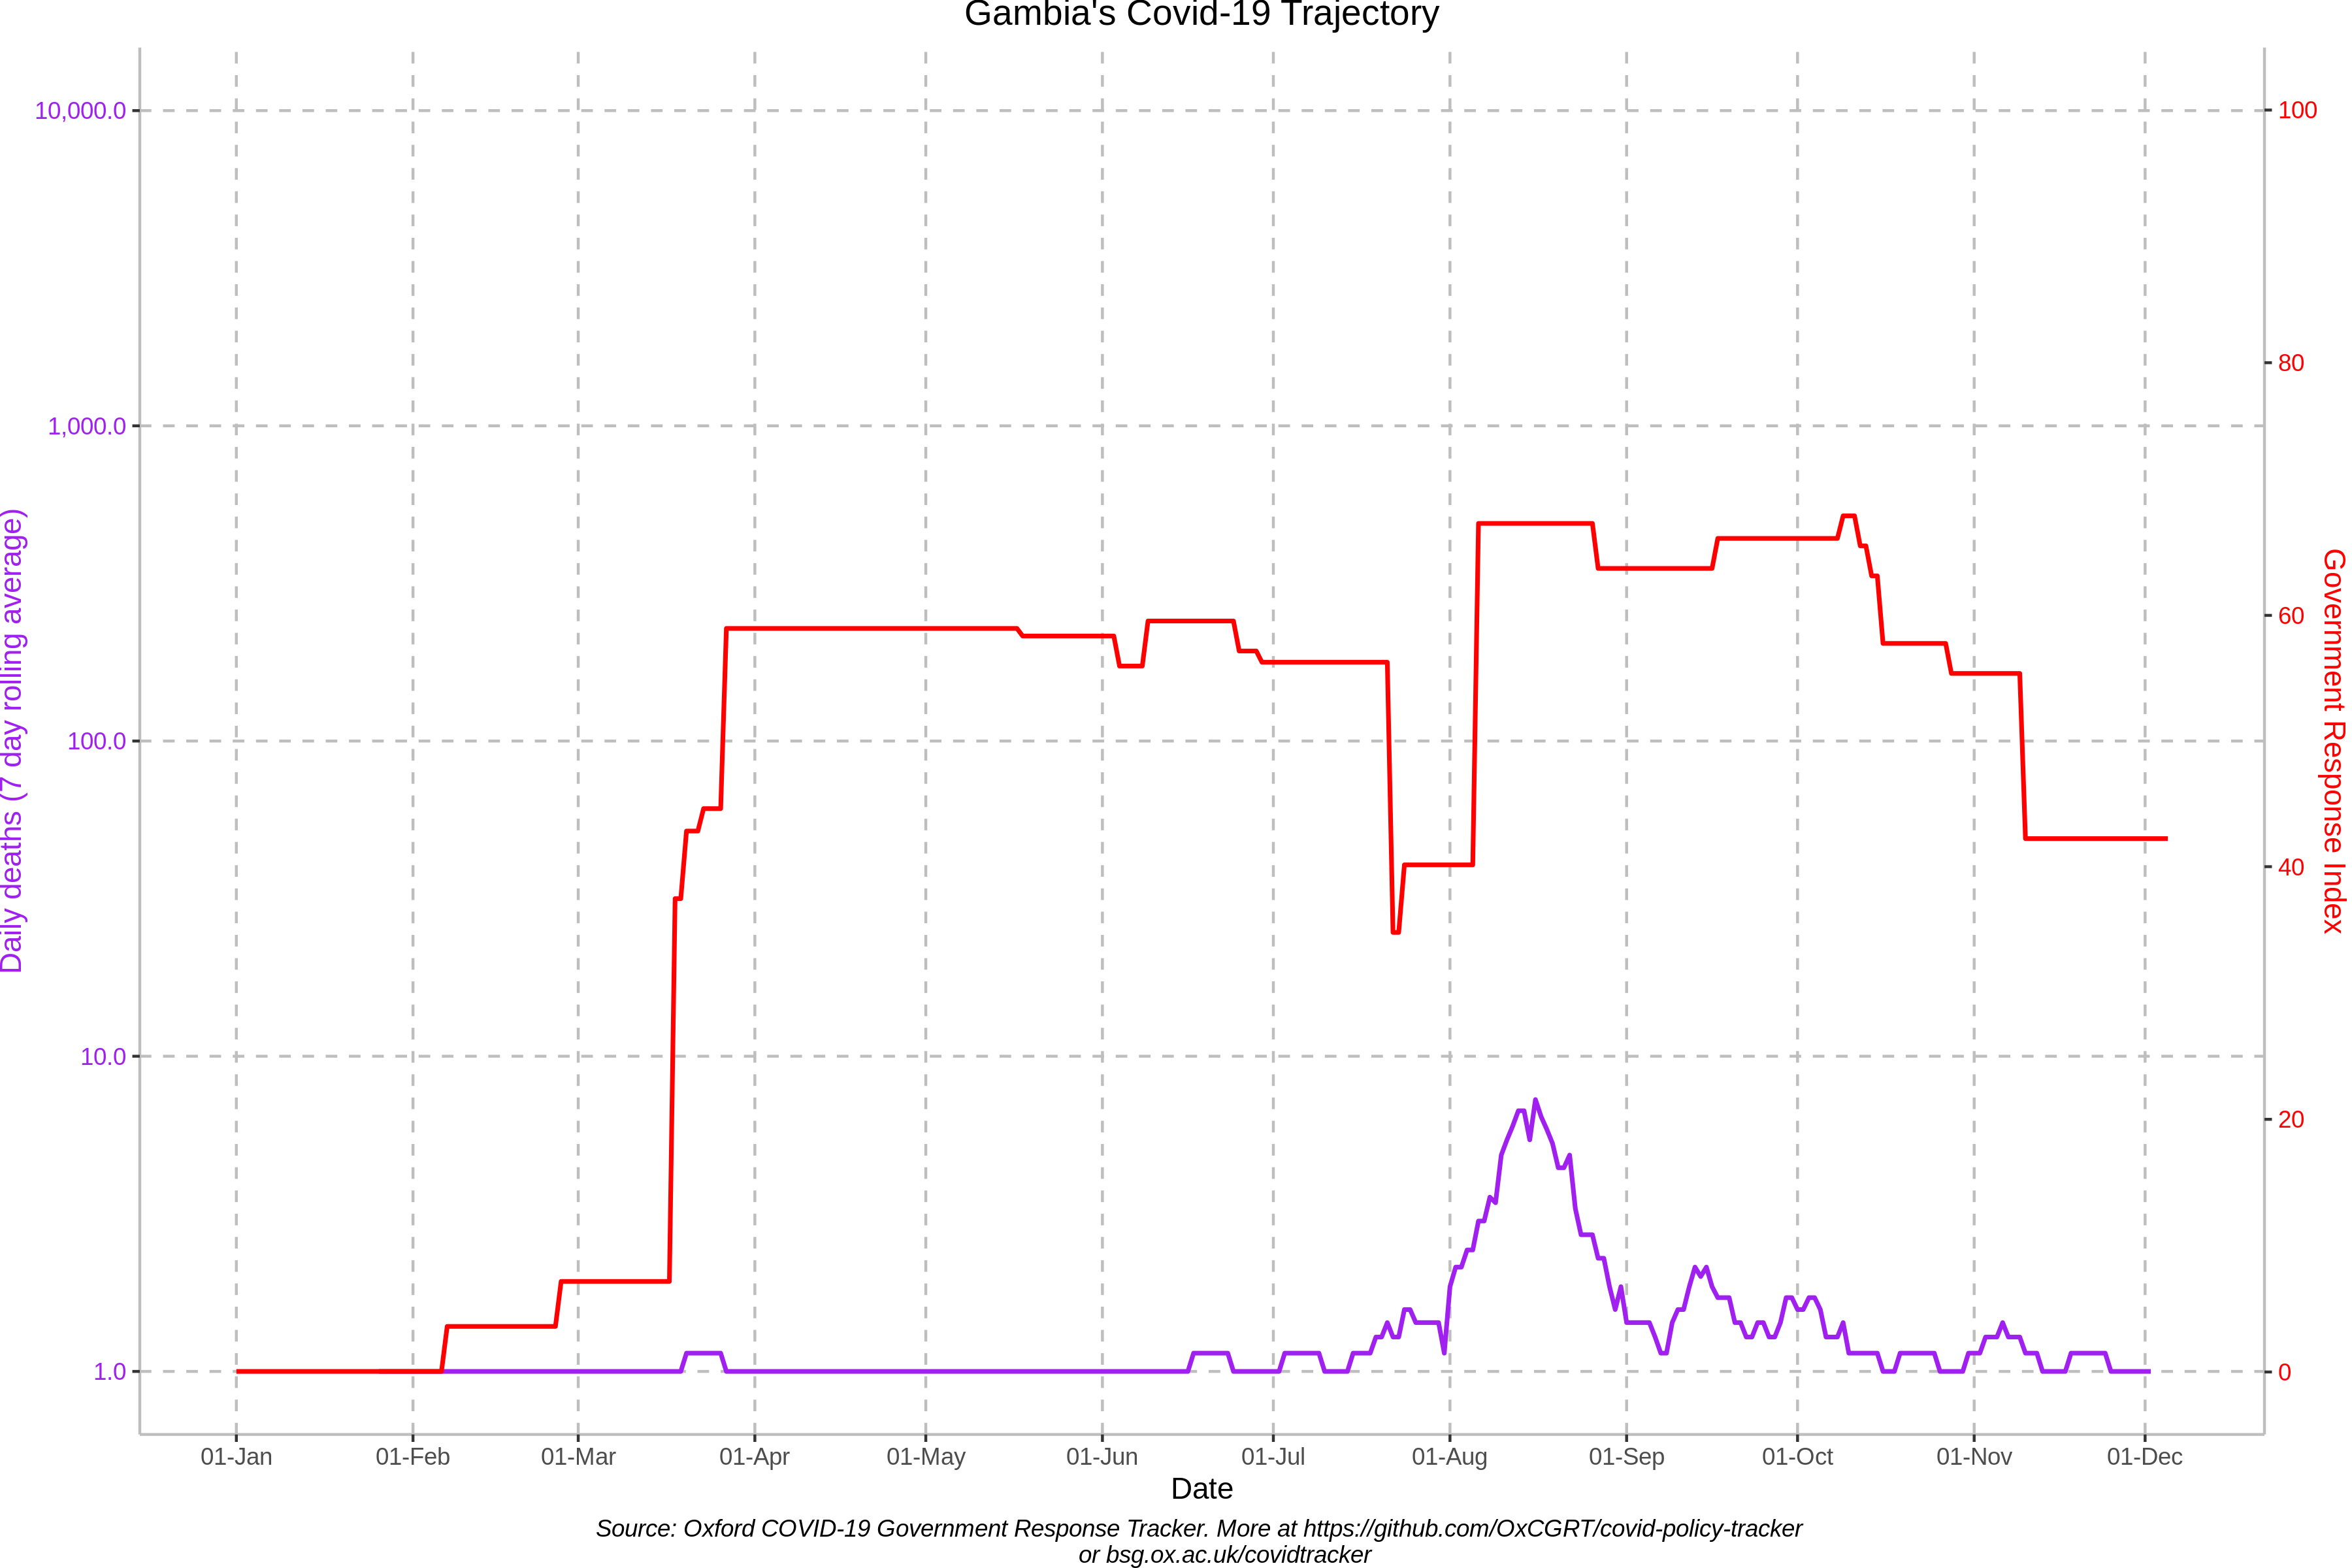 Gambia's Covid-19 Trajectory
10,000.0
1,000.0
100.0
10.0
1.0
Daily deaths (7 day rolling average)
100
80
60
40
20
0
Government Response Index
01-Jan 01-Feb 01-Mar 01-Apr 01-May 01-Jun 01-Jul 01-Aug 01-Sep 01-Oct 01-Nov 01-Dec
Date
Source: Oxford COVID-19 Government Response Tracker. More at https://github.com/OxCGRT/covid-policy-tracker
or bsg.ox.ac.uk/covidtracker